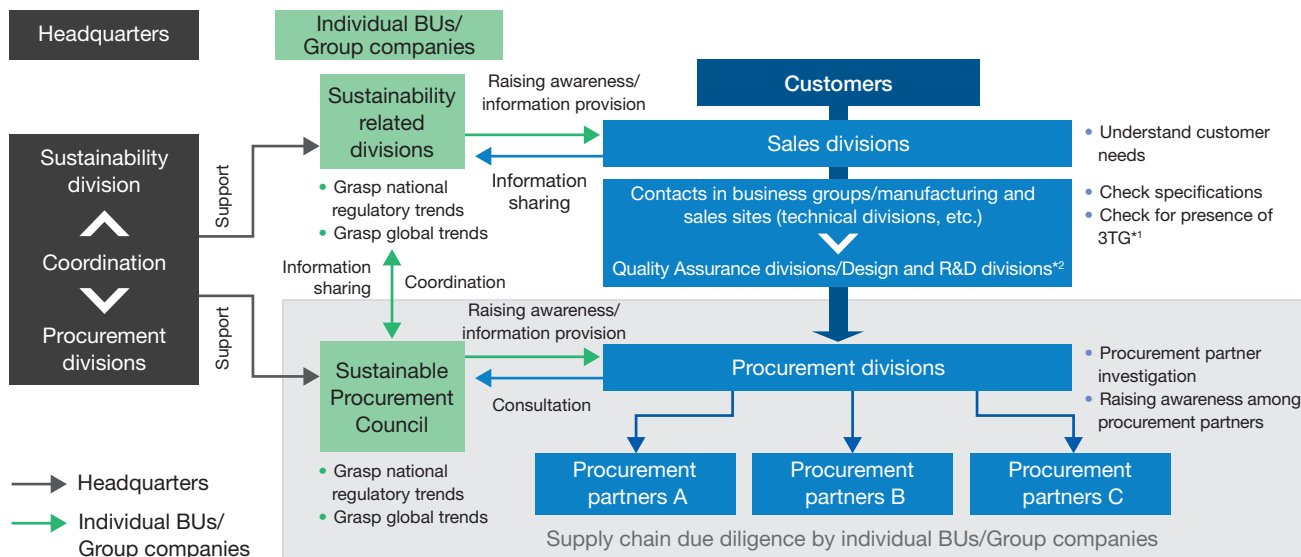 Headquarters
Individual BUs/
Group companies
Sustainability
division
Coordination
Procurement
divisions
Support
Support
Sustainability
related
divisions
• Grasp national
regulatory trends
• Grasp global trends
Raising awareness/
information provision
Information
sharing
Customers
Sales divisions
• Understand customer
needs
Contacts in business groups/manufacturing and
sales sites (technical divisions, etc.)
Quality Assurance divisions/Design and R&D divisions*2
• Check specifications
• Check for presence of
3TG*1
Information
sharing
Coordination
Raising awareness/
information provision
Sustainable
Procurement
Council
• Grasp national
regulatory trends
• Grasp global trends
Consultation
Procurement divisions
• Procurement partner
investigation
• Raising awareness among
procurement partners
Procurement
partners A
Procurement
partners B
Procurement
partners C
Supply chain due diligence by individual BUs/Group companies
Headquarters
Individual BUs/
Group companies